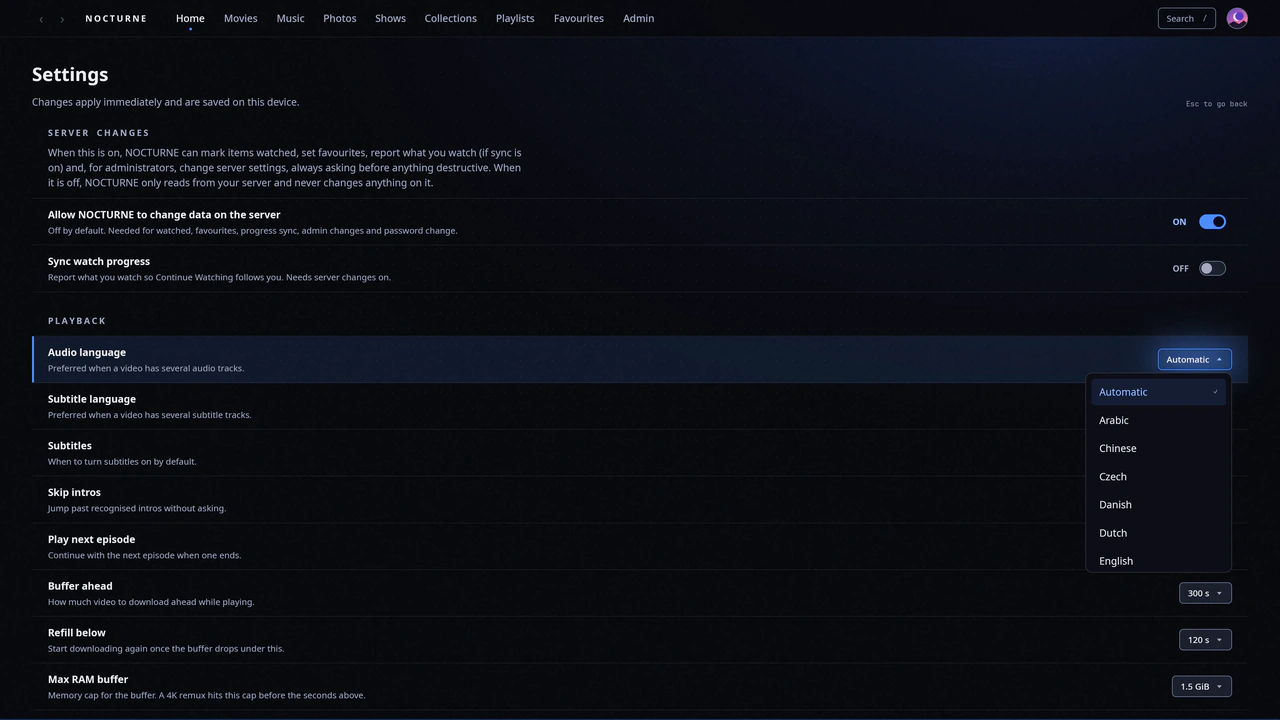 NOCTURNE
Home
Movies
Music
Photos
Shows
Collections
Playlists
Favourites
Admin
Search /
Settings
Changes apply immediately and are saved on this device.
Esc to go back
SERVER CHANGES
When this is on, NOCTURNE can mark items watched, set favourites, report what you watch (if sync is
on) and, for administrators, change server settings, always asking before anything destructive. When
it is off, NOCTURNE only reads from your server and never changes anything on it.
Allow NOCTURNE to change data on the server
Off by default. Needed for watched, favourites, progress sync, admin changes and password change.
ON
Sync watch progress
Report what you watch so Continue Watching follows you. Needs server changes on.
OFF
PLAYBACK
Audio language
Preferred when a video has several audio tracks.
Automatic
Automatic
Arabic
Chinese
Czech
Danish
Dutch
English
Subtitle language
Preferred when a video has several subtitle tracks.
Subtitles
When to turn subtitles on by default.
Skip intros
Jump past recognised intros without asking.
Play next episode
Continue with the next episode when one ends.
Buffer ahead
How much video to download ahead while playing.
300 s
Refill below
Start downloading again once the buffer drops under this.
120 s
Max RAM buffer
Memory cap for the buffer. A 4K remux hits this cap before the seconds above.
1.5 GiB